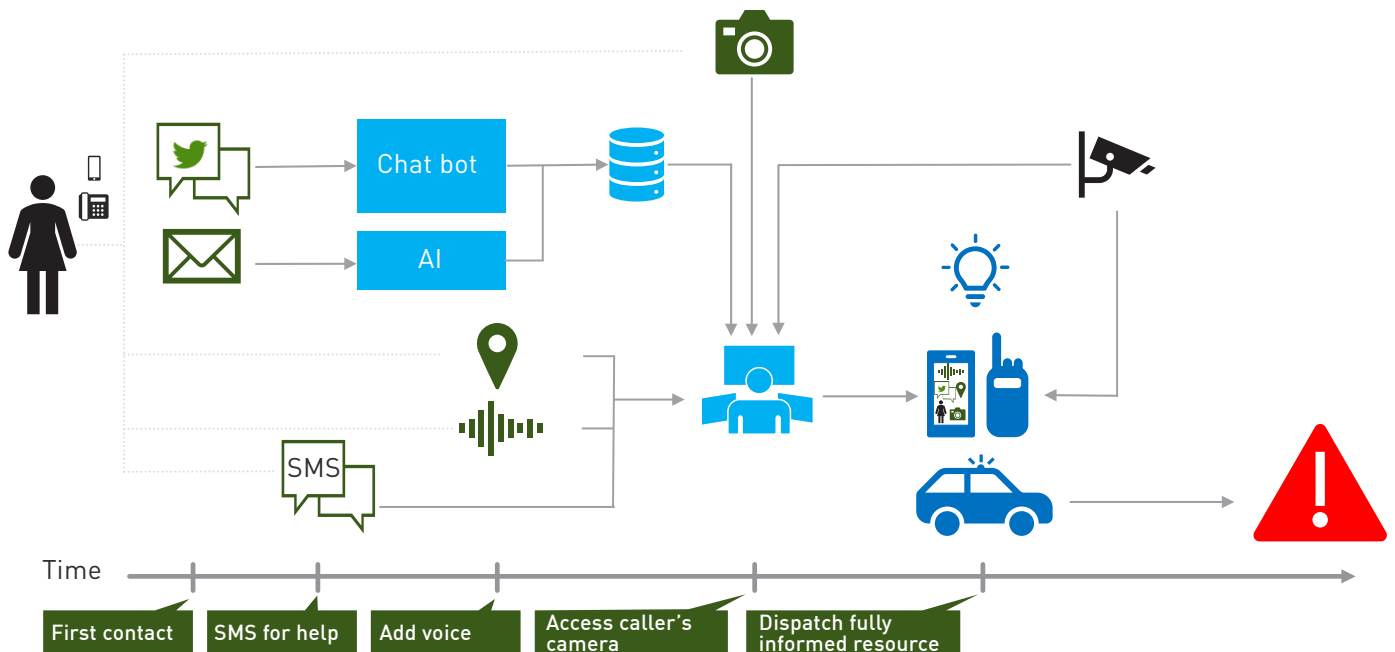 Chat bot
AI
SMS
Time
First contact
SMS for help
Add voice
Access caller's
camera
Dispatch fully
informed resource